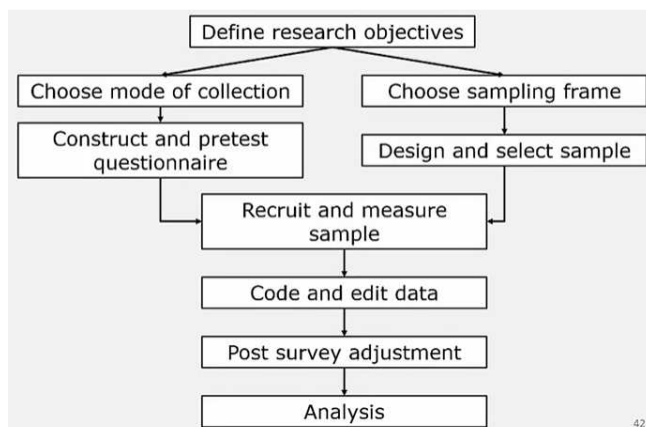 Define research objectives
Choose mode of collection
Choose sampling frame
Construct and pretest
questionnaire
Design and select sample
Recruit and measure
sample
Code and edit data
Post survey adjustment
Analysis
42